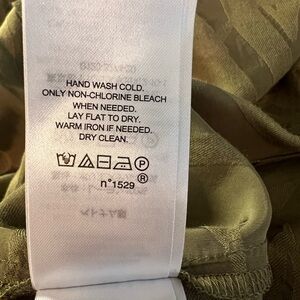 HAND WASH COLD.
ONLY NON-CHLORINE BLEACH
WHEN NEEDED.
LAY FLAT TO DRY.
WARM IRON IF NEEDED.
DRY CLEAN.
P
®
n°1529